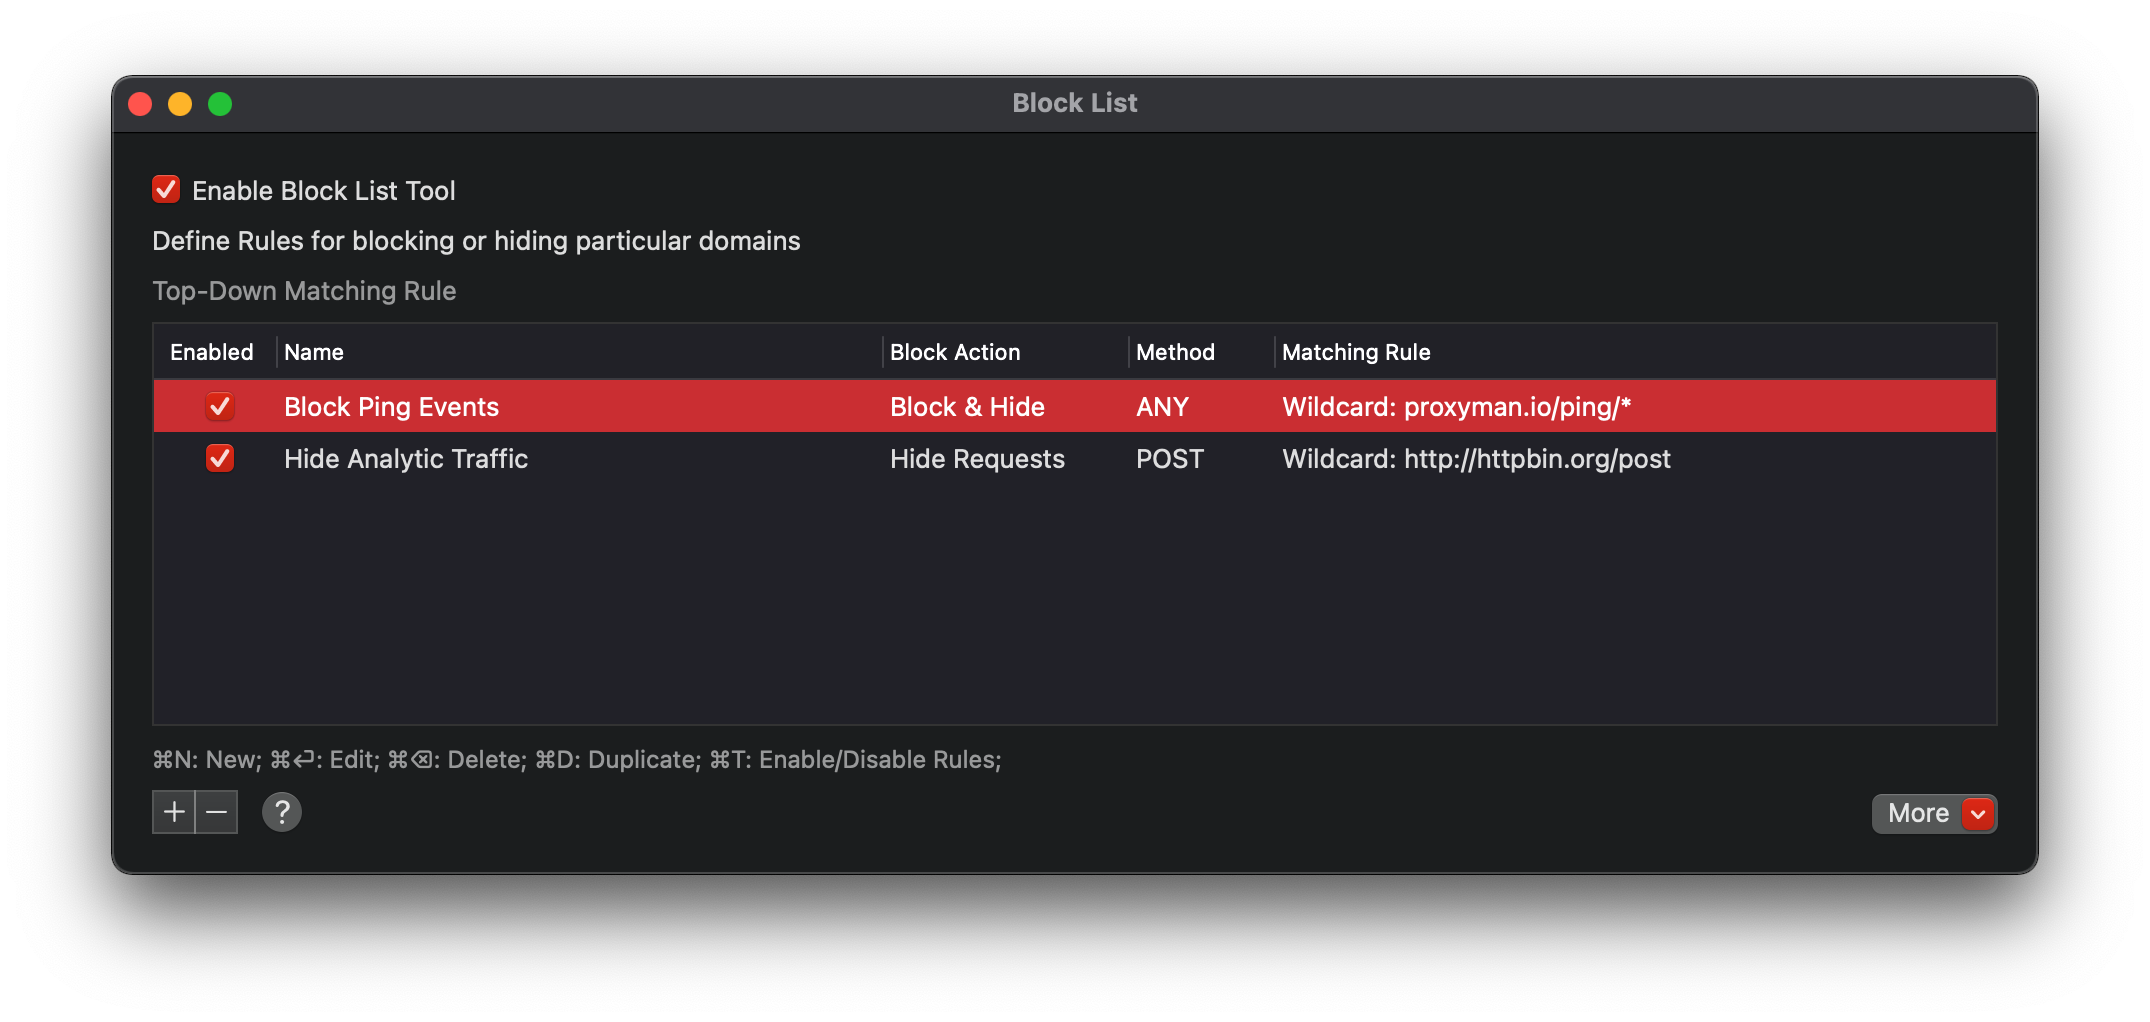 Block List
Enable Block List Tool
Define Rules for blocking or hiding particular domains
Top-Down Matching Rule
Enabled Name Block Action Method Matching Rule
Block Ping Events Block & Hide ANY Wildcard: proxyman.io/ping/*
Hide Analytic Traffic Hide Requests POST Wildcard: http://httpbin.org/post
⌘N: New; ⌘⏎: Edit; ⌘⌫: Delete; ⌘D: Duplicate; ⌘T: Enable/Disable Rules;
+ − ? More